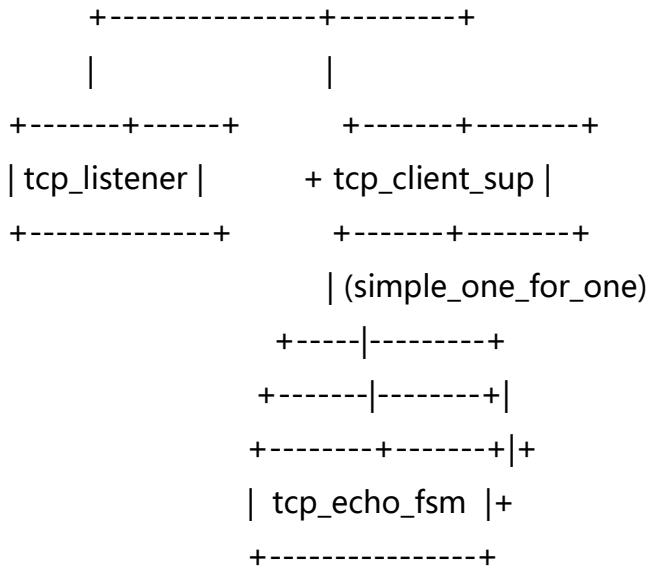 +----------------+---------+
| |
+-------+------+ +-------+--------+
| tcp_listener | + tcp_client_sup |
+--------------+ +-------+--------+
| (simple_one_for_one)
+-----|---------+
+-------|--------+|
+--------+-------+|+
| tcp_echo_fsm |+
+----------------+